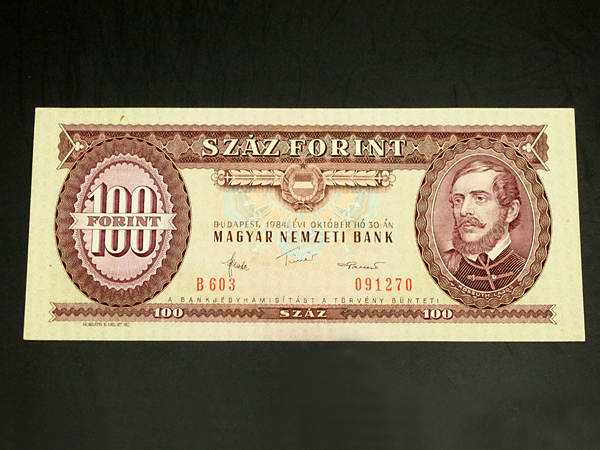 SZÁZ FORINT
100
FORINT
BUDAPEST, 1984. ÉVI OKTÓBER HÓ 30-ÁN
MAGYAR NEMZETI BANK
B 603 091270
A BANKJEGYHAMISÍTÁST A TÖRVÉNY BÜNTETI
100 SZÁZ 100